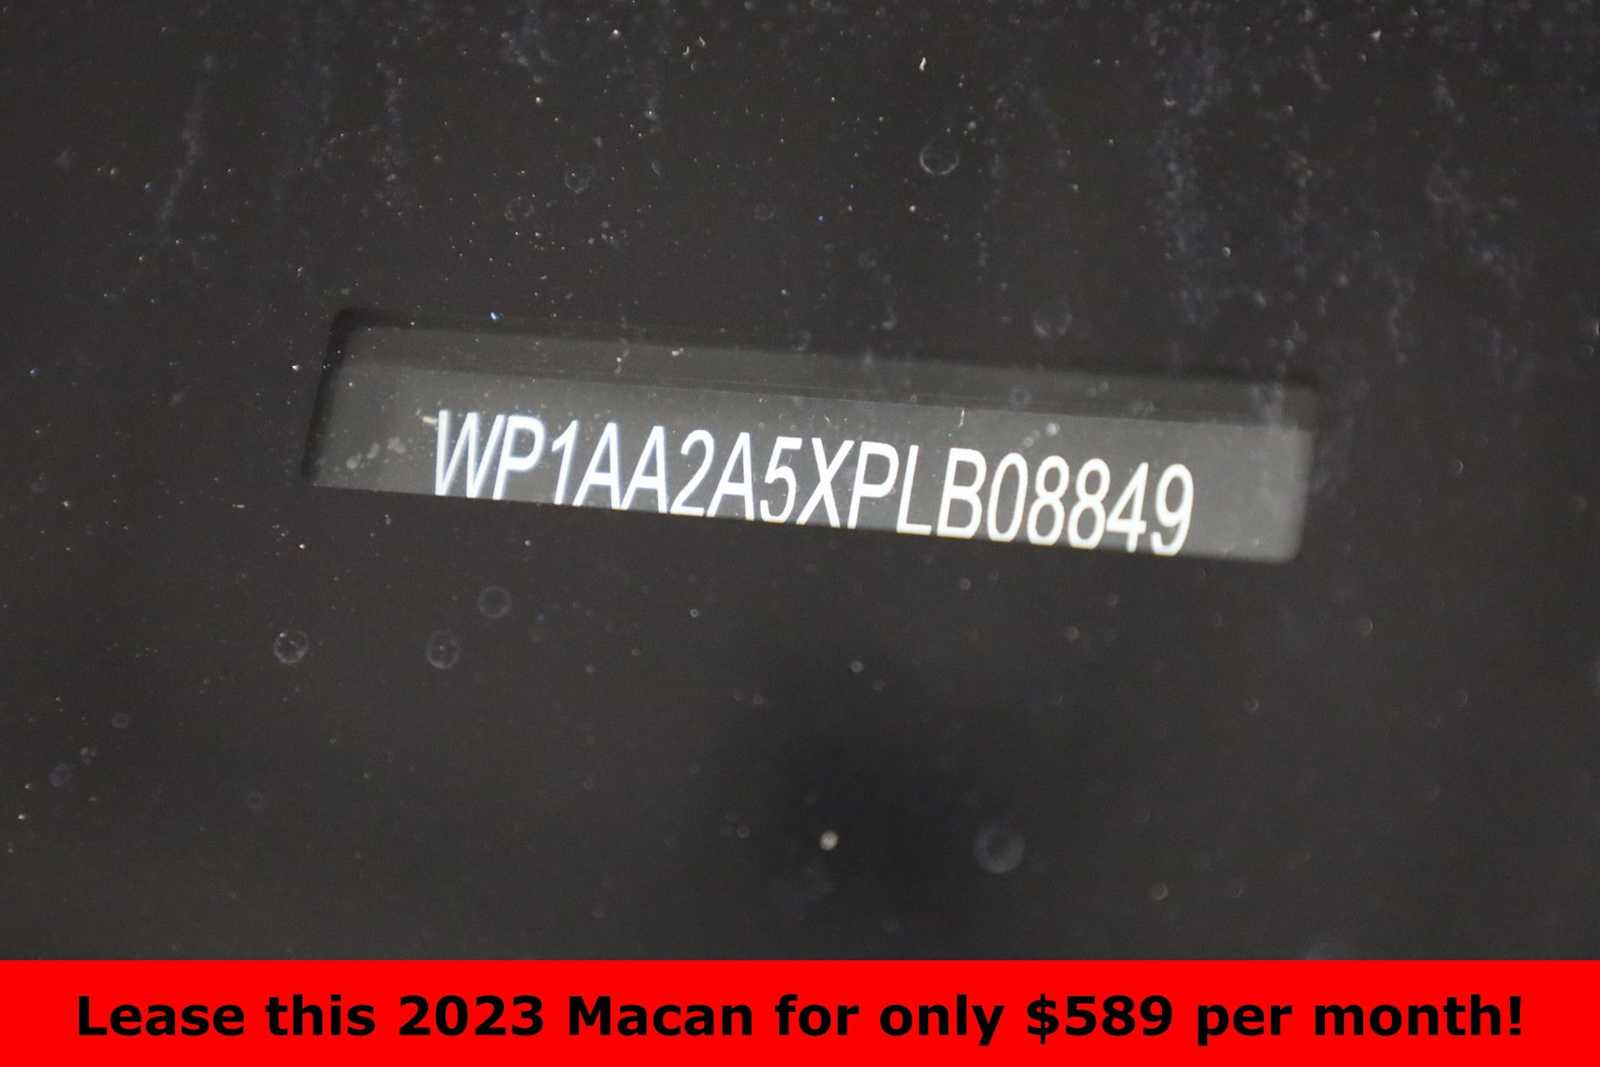 WP1AA2A5XPLB08849
Lease this 2023 Macan for only $589 per month!